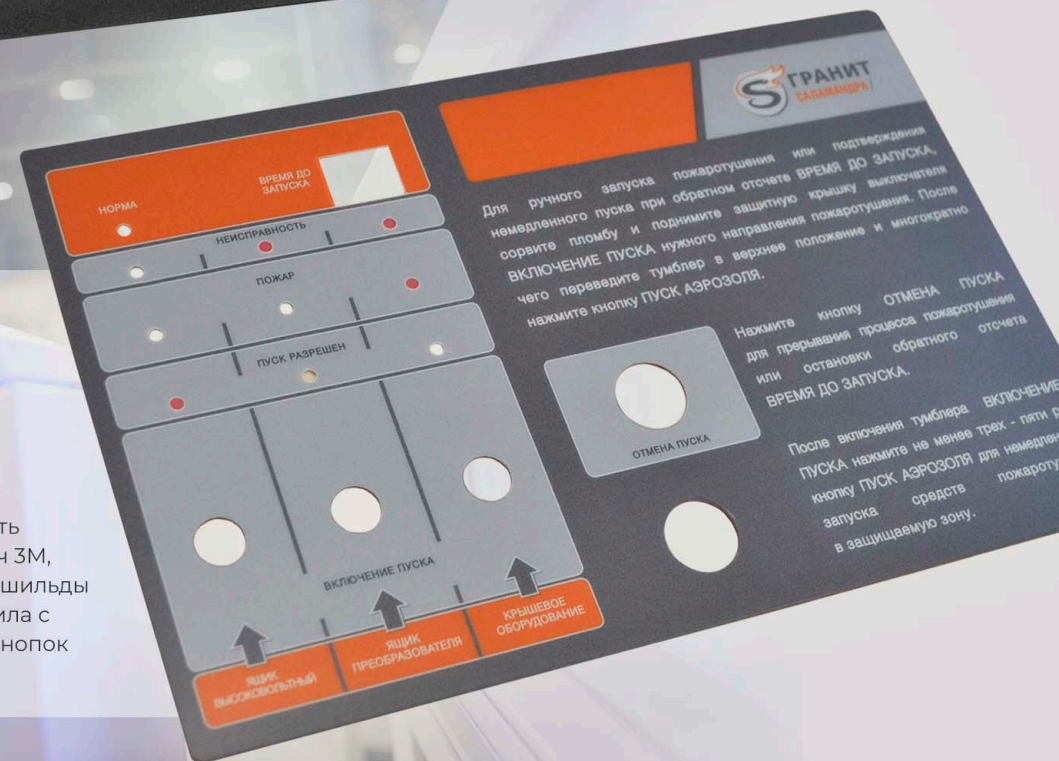 ГРАНИТ
САЛАМАНДРА
НОРМА
ВРЕМЯ ДО
ЗАПУСКА
НЕИСПРАВНОСТЬ
ПОЖАР
ПУСК РАЗРЕШЕН
ВКЛЮЧЕНИЕ ПУСКА
ЯЩИК
ВЫСОКОВОЛЬТНЫЙ
ЯЩИК
ПРЕОБРАЗОВАТЕЛЯ
КРЫШЕВОЕ
ОБОРУДОВАНИЕ
Для ручного запуска пожаротушения или подтверждения
немедленного пуска при обратном отсчете ВРЕМЯ ДО ЗАПУСКА,
сорвите пломбу и поднимите защитную крышку выключателя
ВКЛЮЧЕНИЕ ПУСКА нужного направления пожаротушения. После
чего переведите тумблер в верхнее положение и многократно
нажмите кнопку ПУСК АЭРОЗОЛЯ.
ОТМЕНА ПУСКА
Нажмите кнопку ОТМЕНА ПУСКА
для прерывания процесса пожаротушения
или остановки обратного отсчета
ВРЕМЯ ДО ЗАПУСКА.
После включения тумблера ВКЛЮЧЕНИЕ
ПУСКА нажмите не менее трех - пяти р
кнопку ПУСК АЭРОЗОЛЯ для немедлен
запуска средств пожароту
в защищаемую зону.
ть
ч 3М,
шильды
ила с
нопок